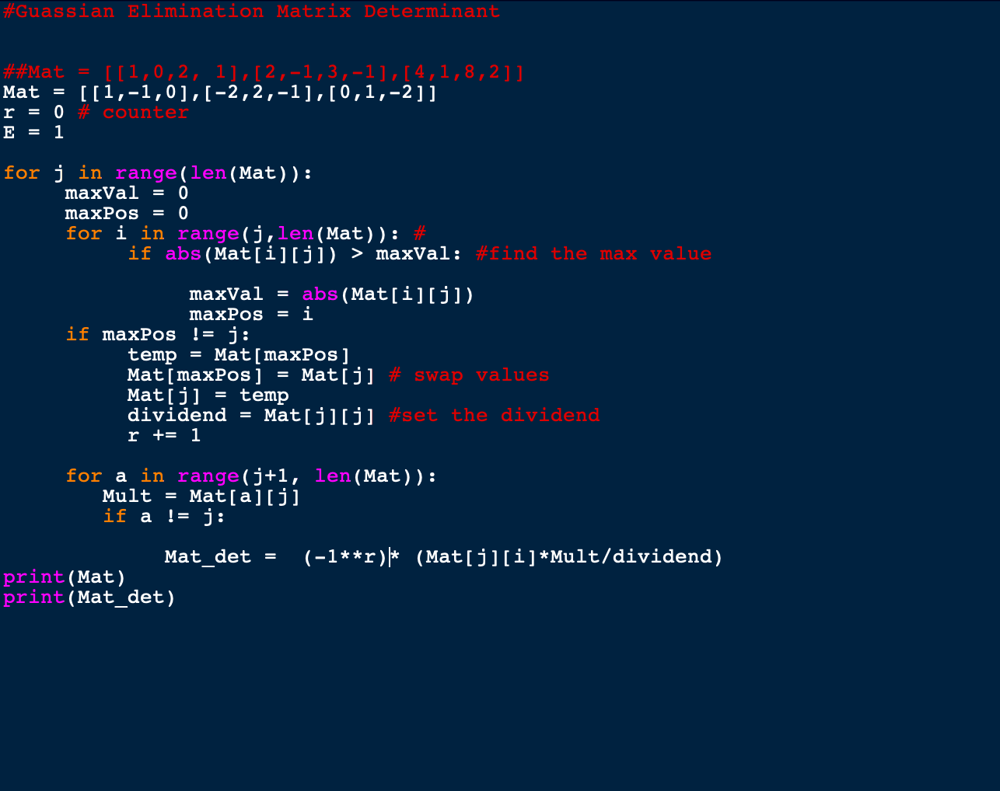 #Guassian Elimination Matrix Determinant
##Mat = [[1,0,2, 1],[2,-1,3,-1],[4,1,8,2]]
Mat = [[1,-1,0],[-2,2,-1],[0,1,-2]]
r = 0 # counter
E = 1
for j in range(len(Mat)):
maxVal = 0
maxPos = 0
for i in range(j,len(Mat)): #
if abs(Mat[i][j]) > maxVal: #find the max value
maxVal = abs(Mat[i][j])
maxPos = i
if maxPos != j:
temp = Mat[maxPos]
Mat[maxPos] = Mat[j] # swap values
Mat[j] = temp
dividend = Mat[j][j] #set the dividend
r += 1
for a in range(j+1, len(Mat)):
Mult = Mat[a][j]
if a != j:
Mat_det =  (-1**r)* (Mat[j][i]*Mult/dividend)
print(Mat)
print(Mat_det)